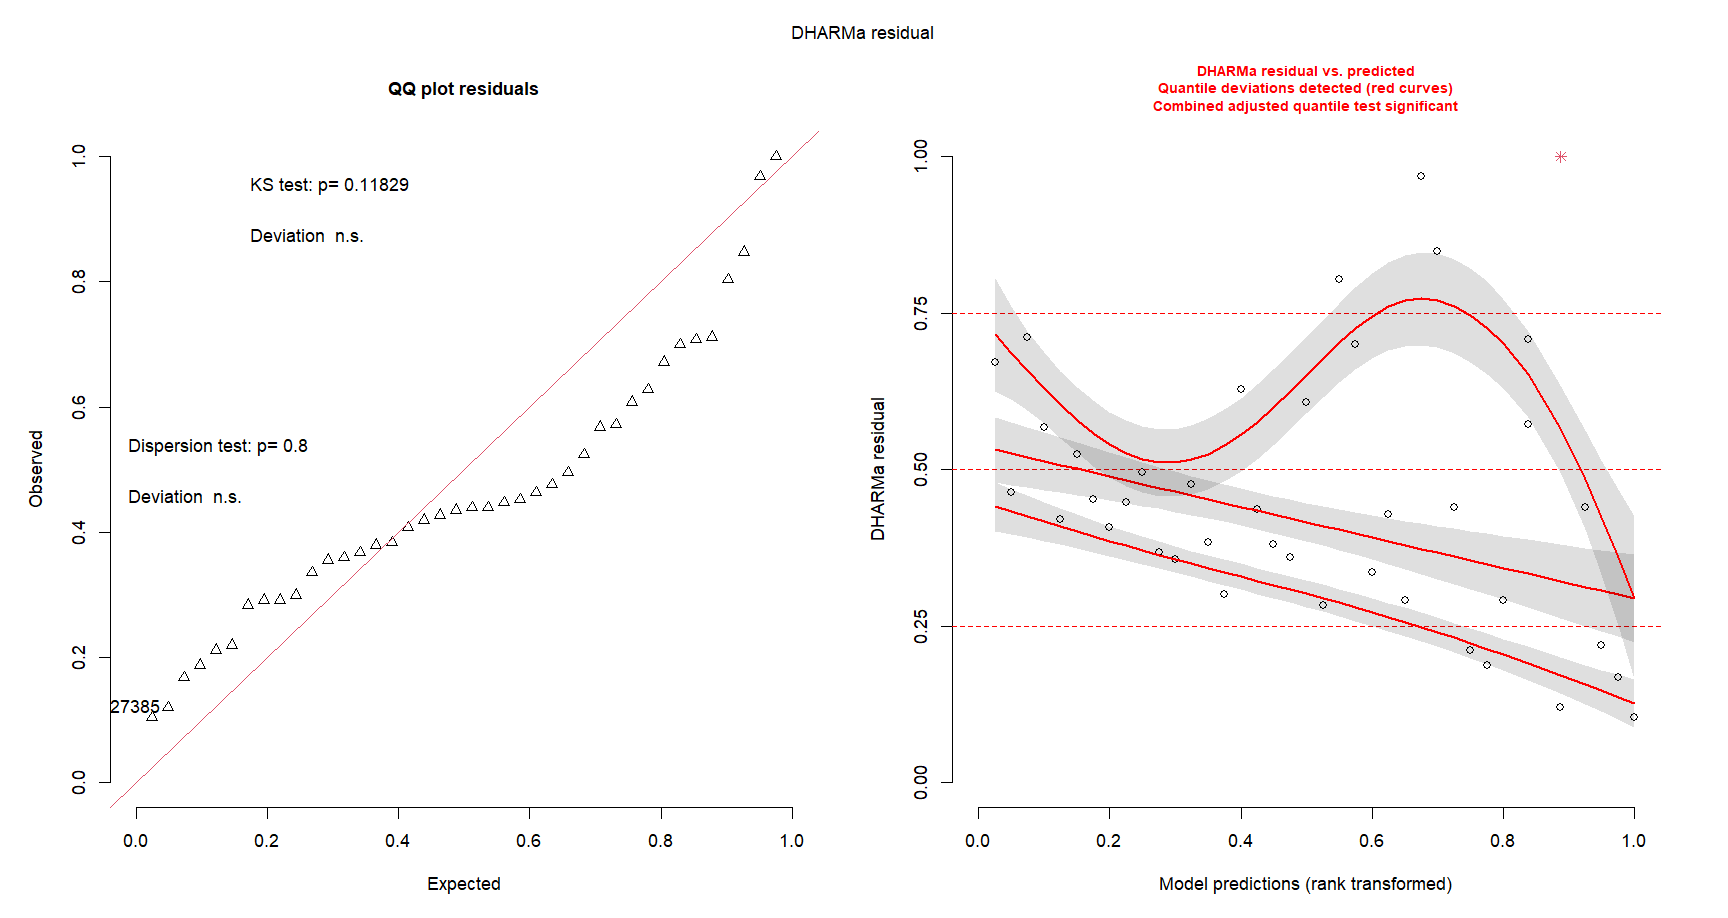 DHARMa residual
QQ plot residuals
KS test: p= 0.11829
Deviation  n.s.
Dispersion test: p= 0.8
Deviation  n.s.
27385
Observed
0.0
0.2
0.4
0.6
0.8
1.0
0.0 0.2 0.4 0.6 0.8 1.0
Expected
DHARMa residual vs. predicted
Quantile deviations detected (red curves)
Combined adjusted quantile test significant
DHARMa residual
0.00
0.25
0.50
0.75
1.00
0.0 0.2 0.4 0.6 0.8 1.0
Model predictions (rank transformed)